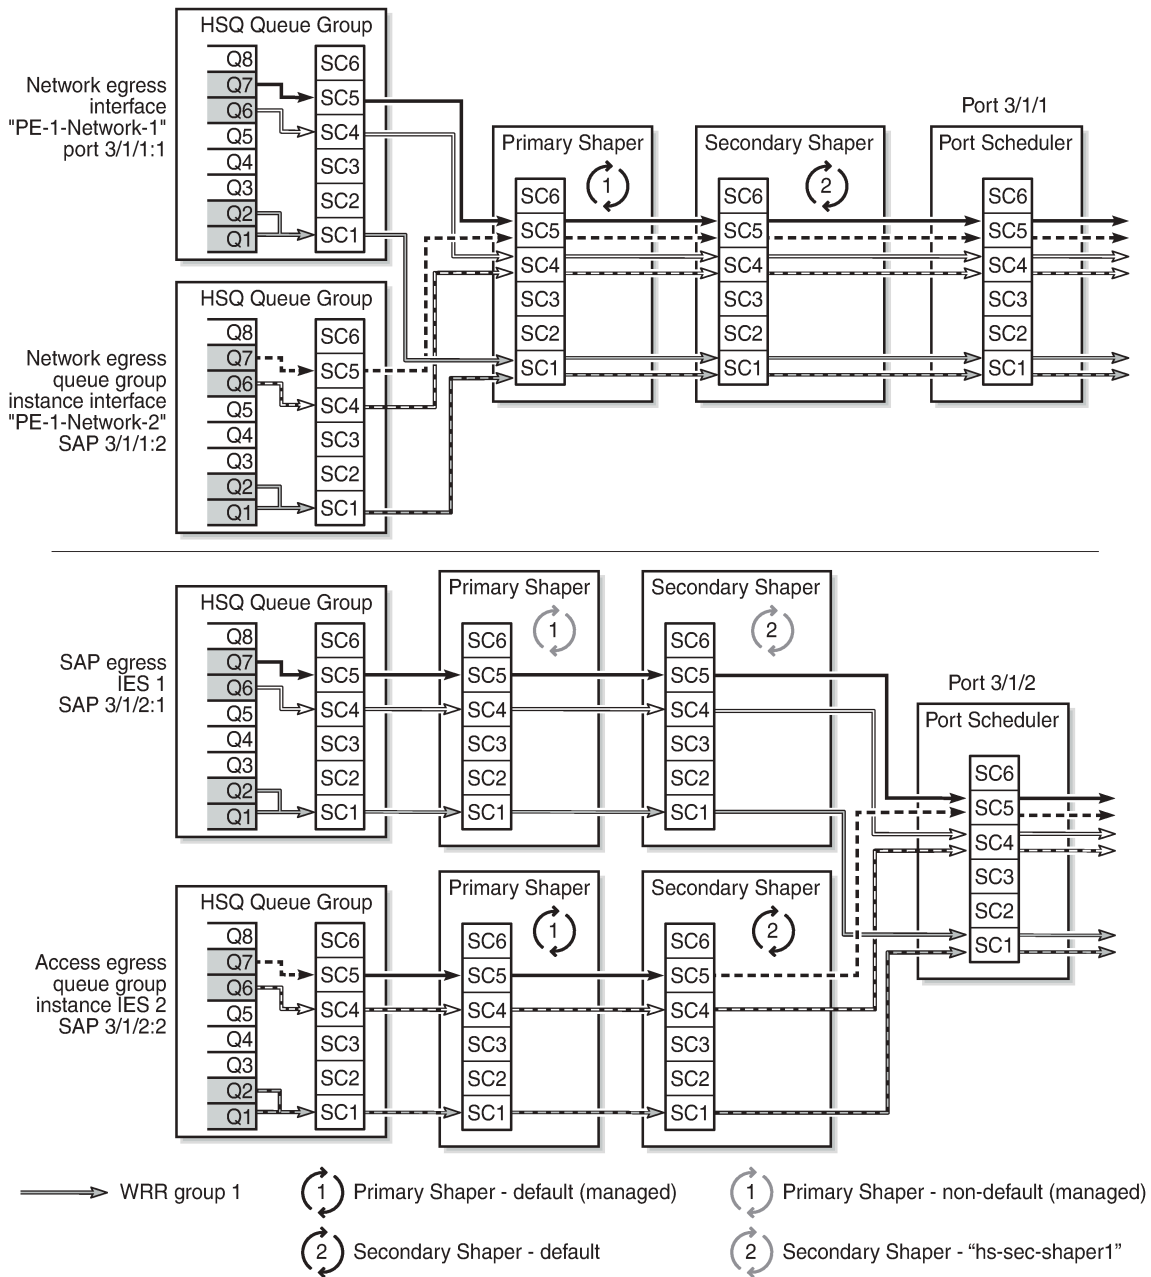 HSQ Queue Group
Q8
Q7
Q6
Q5
Q4
Q3
Q2
Q1
SC6
SC5
SC4
SC3
SC2
SC1
Network egress
interface
"PE-1-Network-1"
port 3/1/1:1
HSQ Queue Group
Q8
Q7
Q6
Q5
Q4
Q3
Q2
Q1
SC6
SC5
SC4
SC3
SC2
SC1
Network egress
queue group
instance interface
"PE-1-Network-2"
SAP 3/1/1:2
Primary Shaper
1
SC6
SC5
SC4
SC3
SC2
SC1
Secondary Shaper
2
SC6
SC5
SC4
SC3
SC2
SC1
Port 3/1/1
Port Scheduler
SC6
SC5
SC4
SC3
SC2
SC1
HSQ Queue Group
Q8
Q7
Q6
Q5
Q4
Q3
Q2
Q1
SC6
SC5
SC4
SC3
SC2
SC1
SAP egress
IES 1
SAP 3/1/2:1
Primary Shaper
1
SC6
SC5
SC4
SC3
SC2
SC1
Secondary Shaper
2
SC6
SC5
SC4
SC3
SC2
SC1
HSQ Queue Group
Q8
Q7
Q6
Q5
Q4
Q3
Q2
Q1
SC6
SC5
SC4
SC3
SC2
SC1
Access egress
queue group
instance IES 2
SAP 3/1/2:2
Primary Shaper
1
SC6
SC5
SC4
SC3
SC2
SC1
Secondary Shaper
2
SC6
SC5
SC4
SC3
SC2
SC1
Port 3/1/2
Port Scheduler
SC6
SC5
SC4
SC3
SC2
SC1
WRR group 1
1 Primary Shaper - default (managed)
1 Primary Shaper - non-default (managed)
2 Secondary Shaper - default
2 Secondary Shaper - “hs-sec-shaper1”